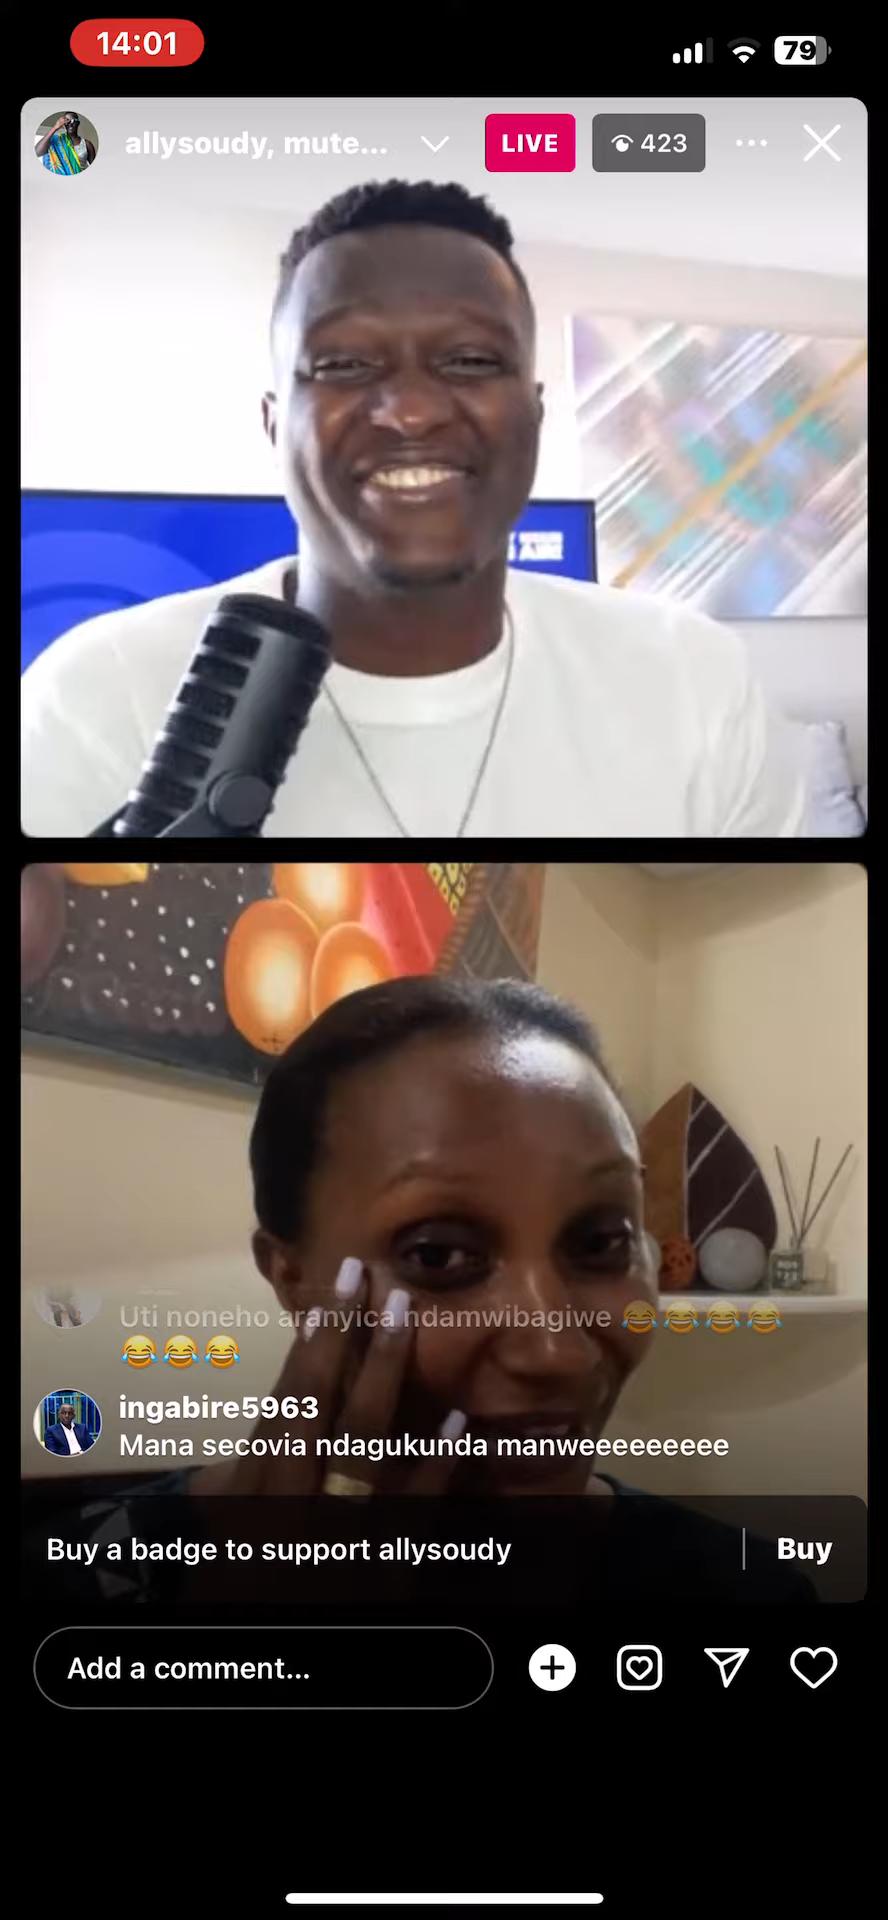 14:01
79
allysoudy, mute...
LIVE
423
Uti noneho aranyica ndamwibagiwe 😂😂😂😂
😂😂😂
ingabire5963
Mana secovia ndagukunda manweeeeeeeee
Buy a badge to support allysoudy
Buy
Add a comment...